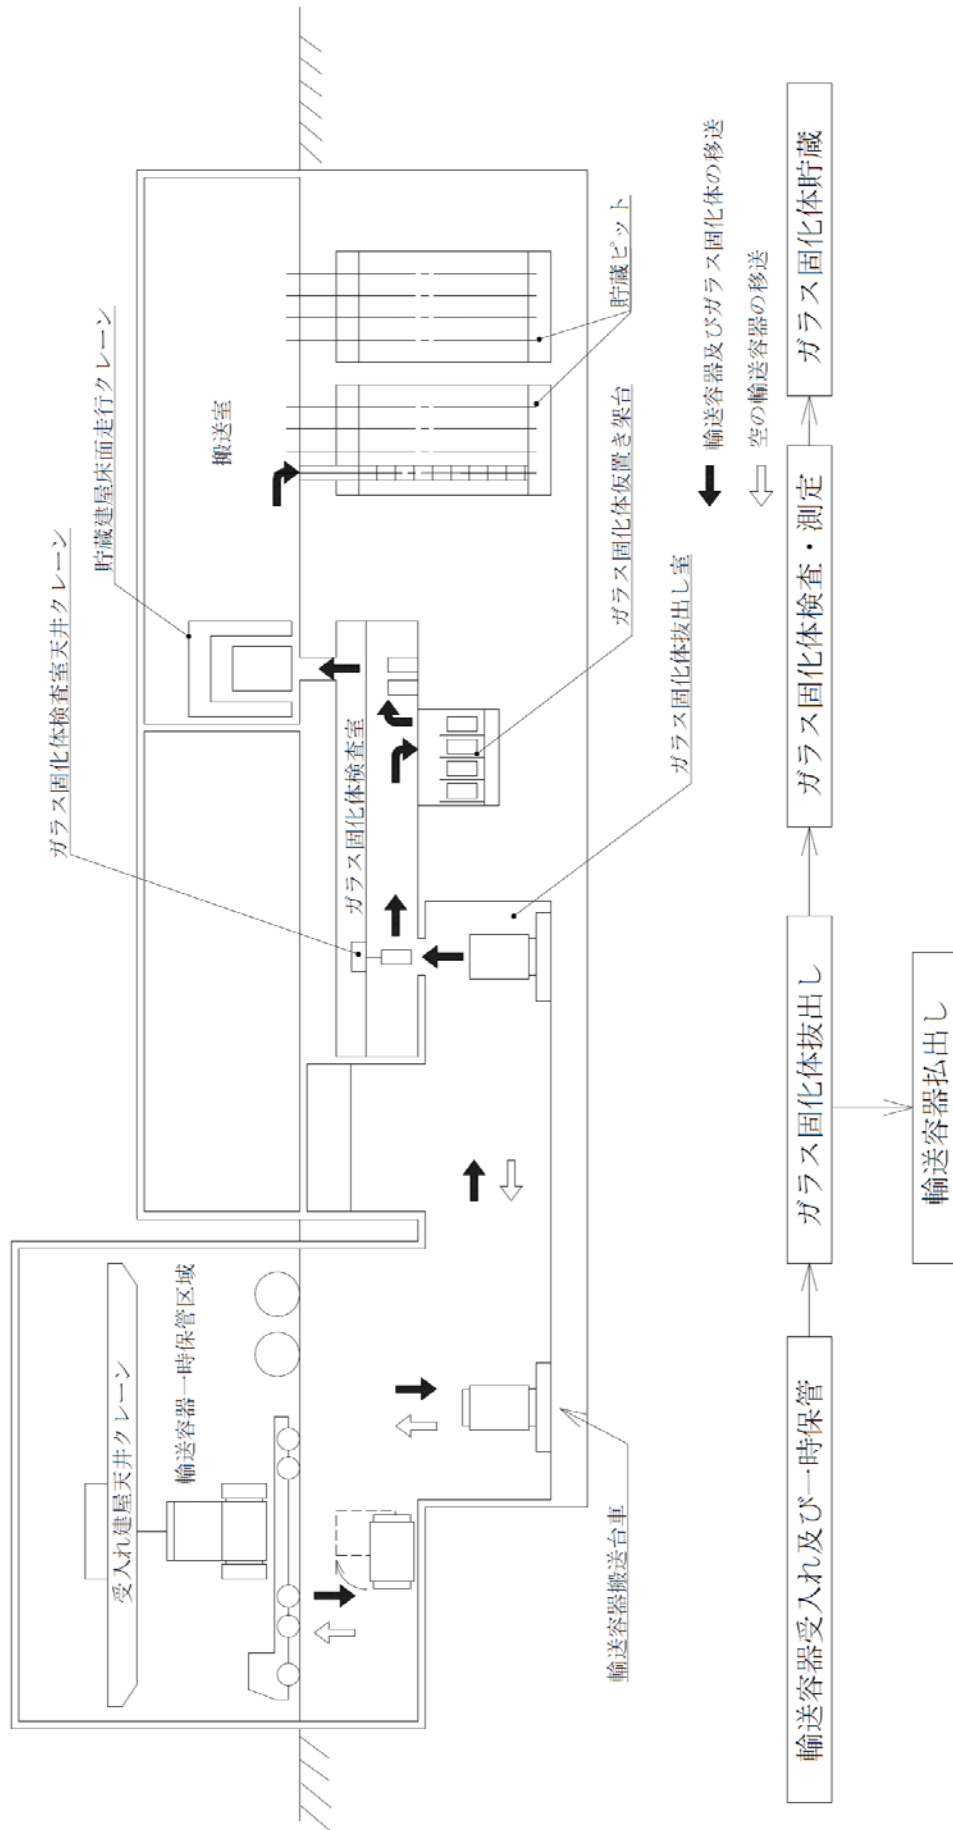 受入れ建屋天井クレーン
輸送容器一時保管区域
ガラス固化体検査室天井クレーン
貯蔵建屋床面走行クレーン
搬送室
ガラス固化体検査室
貯蔵ピット
ガラス固化体仮置き架台
ガラス固化体抜出し室
輸送容器搬送台車
輸送容器及びガラス固化体の移送
空の輸送容器の移送
輸送容器受入れ及び一時保管
ガラス固化体抜出し
ガラス固化体検査・測定
ガラス固化体貯蔵
輸送容器払出し